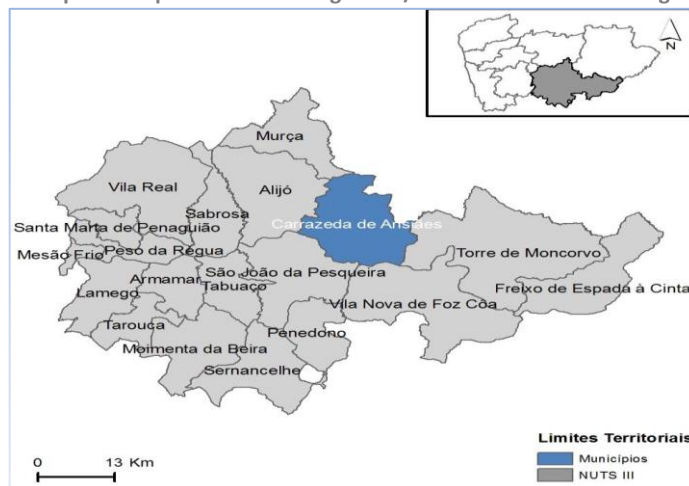 N
Murça
Vila Real
Alijó
Sabrosa
Carrazeda de Ansiães
Santa Marta de Penaguião
Mesão Frio
Peso da Régua
Torre de Moncorvo
São João da Pesqueira
Armamar
Tabuaço
Lamego
Freixo de Espada à Cinta
Vila Nova de Foz Côa
Tarouca
Penedono
Moimenta da Beira
Sernancelhe
Limites Territoriais
Municípios
NUTS III
0 13 Km